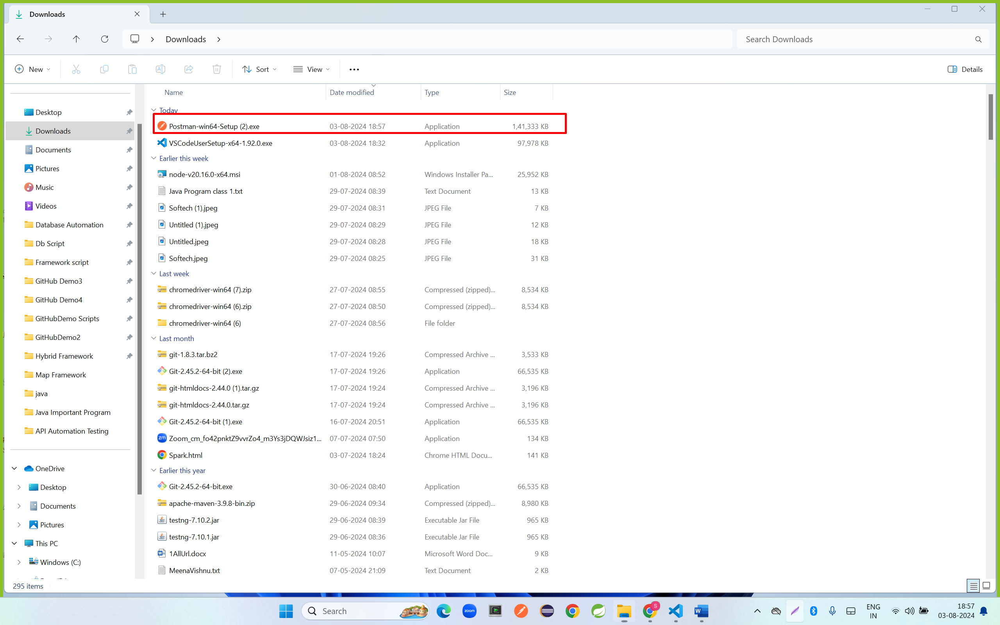 Downloads
Downloads
Search Downloads
New
Sort
View
Details
Name Date modified Type Size
Desktop
Downloads
Documents
Pictures
Music
Videos
Database Automation
Db Script
Framework script
GitHub Demo3
GitHub Demo4
GitHubDemo Scripts
GitHubDemo2
Hybrid Framework
Map Framework
java
Java Important Program
API Automation Testing
OneDrive
Desktop
Documents
Pictures
This PC
Windows (C:)
Today
Postman-win64-Setup (2).exe 03-08-2024 18:57 Application 1,41,333 KB
VSCodeUserSetup-x64-1.92.0.exe 03-08-2024 18:32 Application 97,978 KB
Earlier this week
node-v20.16.0-x64.msi 01-08-2024 08:52 Windows Installer Pa... 25,952 KB
Java Program class 1.txt 29-07-2024 08:39 Text Document 13 KB
Softech (1).jpeg 29-07-2024 08:31 JPEG File 7 KB
Untitled (1).jpeg 29-07-2024 08:29 JPEG File 12 KB
Untitled.jpeg 29-07-2024 08:28 JPEG File 18 KB
Softech.jpeg 29-07-2024 08:25 JPEG File 31 KB
Last week
chromedriver-win64 (7).zip 27-07-2024 08:55 Compressed (zipped)... 8,534 KB
chromedriver-win64 (6).zip 27-07-2024 08:50 Compressed (zipped)... 8,534 KB
chromedriver-win64 (6) 27-07-2024 08:56 File folder
Last month
git-1.8.3.tar.bz2 17-07-2024 19:26 Compressed Archive ... 3,533 KB
Git-2.45.2-64-bit (2).exe 17-07-2024 19:26 Application 66,535 KB
git-htmldocs-2.44.0 (1).tar.gz 17-07-2024 19:24 Compressed Archive ... 3,196 KB
git-htmldocs-2.44.0.tar.gz 17-07-2024 19:24 Compressed Archive ... 3,196 KB
Git-2.45.2-64-bit (1).exe 16-07-2024 20:51 Application 66,535 KB
Zoom_cm_fo42pnktZ9vvrZo4_m3Ys3jDQWJsiz1... 07-07-2024 07:50 Application 134 KB
Spark.html 03-07-2024 18:24 Chrome HTML Docu... 141 KB
Earlier this year
Git-2.45.2-64-bit.exe 30-06-2024 08:40 Application 66,535 KB
apache-maven-3.9.8-bin.zip 29-06-2024 09:34 Compressed (zipped)... 8,980 KB
testng-7.10.2.jar 29-06-2024 08:39 Executable Jar File 965 KB
testng-7.10.1.jar 29-06-2024 08:36 Executable Jar File 965 KB
1AllUrl.docx 11-05-2024 10:07 Microsoft Word Doc... 9 KB
MeenaVishnu.txt 07-05-2024 21:09 Text Document 2 KB
295 items
Search
zoom
S
ENG
IN
18:57
03-08-2024